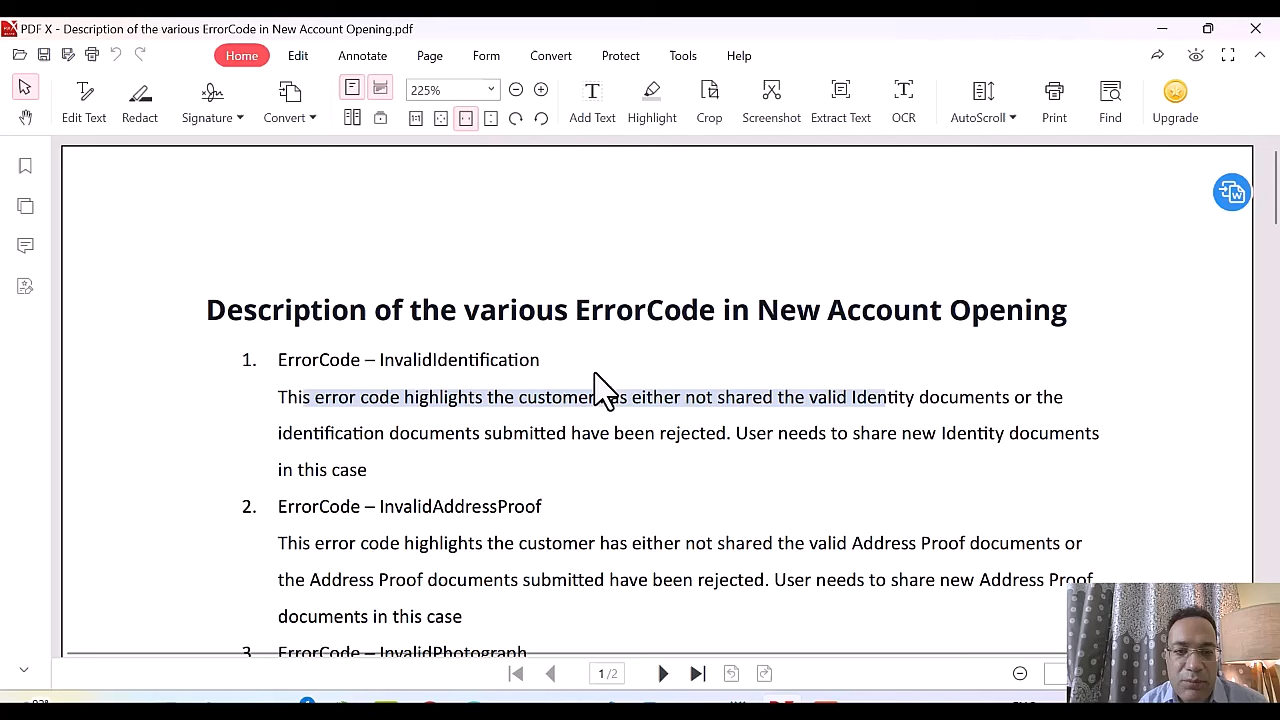 PDF X - Description of the various ErrorCode in New Account Opening.pdf
Home Edit Annotate Page Form Convert Protect Tools Help
225%
Edit Text Redact Signature Convert Add Text Highlight Crop Screenshot Extract Text OCR AutoScroll Print Find Upgrade
Description of the various ErrorCode in New Account Opening
1. ErrorCode – InvalidIdentification
This error code highlights the customer has either not shared the valid Identity documents or the
identification documents submitted have been rejected. User needs to share new Identity documents
in this case
2. ErrorCode – InvalidAddressProof
This error code highlights the customer has either not shared the valid Address Proof documents or
the Address Proof documents submitted have been rejected. User needs to share new Address Proof
documents in this case
3. ErrorCode – InvalidPhotograph
1/2